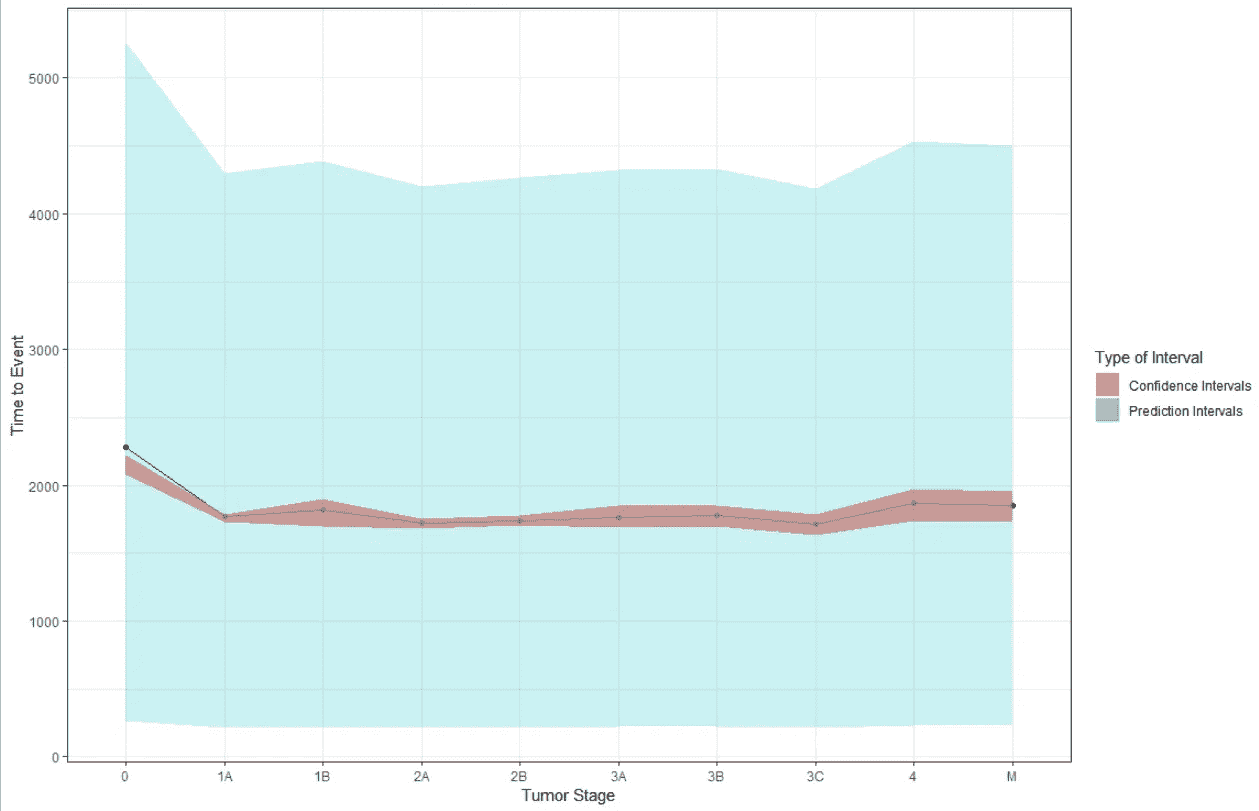 Time to Event
5000
4000
3000
2000
1000
0
0 1A 1B 2A 2B 3A 3B 3C 4 M
Tumor Stage
Type of Interval
Confidence Intervals
Prediction Intervals